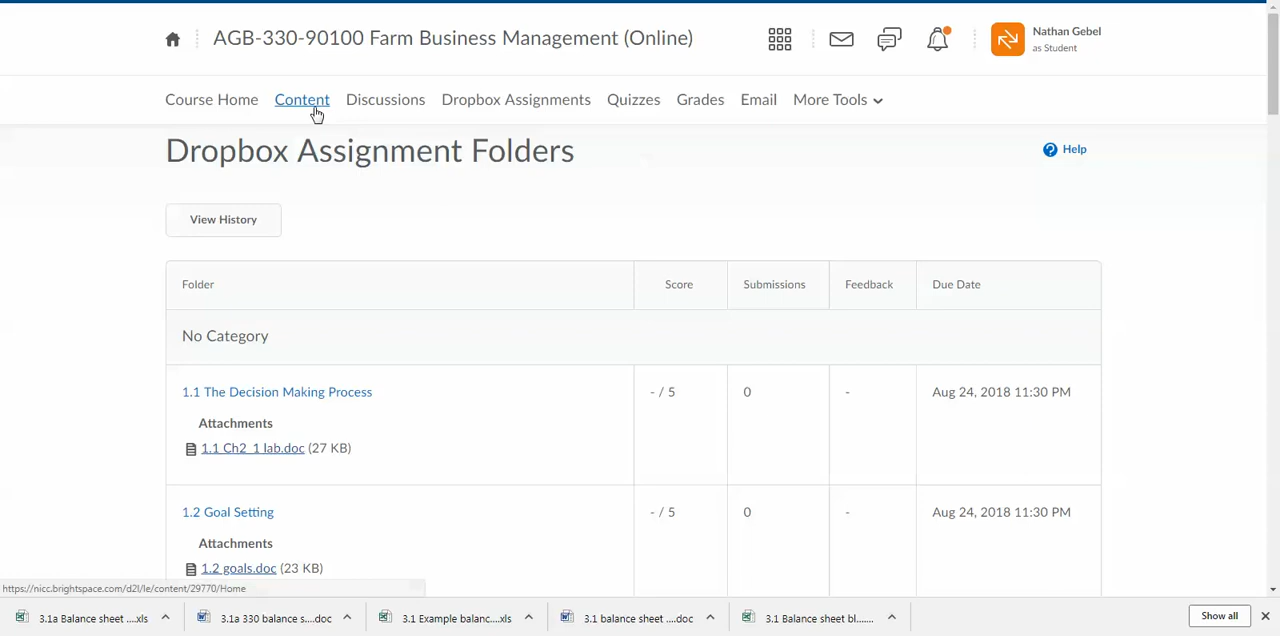 AGB-330-90100 Farm Business Management (Online)
Nathan Gebel
as Student
Course Home Content Discussions Dropbox Assignments Quizzes Grades Email More Tools
Dropbox Assignment Folders
Help
View History
Folder Score Submissions Feedback Due Date
No Category
1.1 The Decision Making Process - / 5 0 - Aug 24, 2018 11:30 PM
Attachments
1.1 Ch2_1 lab.doc (27 KB)
1.2 Goal Setting - / 5 0 - Aug 24, 2018 11:30 PM
Attachments
1.2 goals.doc (23 KB)
https://nicc.brightspace.com/d2l/le/content/29770/Home
3.1a Balance sheet ....xls 3.1a 330 balance s....doc 3.1 Example balanc....xls 3.1 balance sheet ....doc 3.1 Balance sheet bl....... Show all